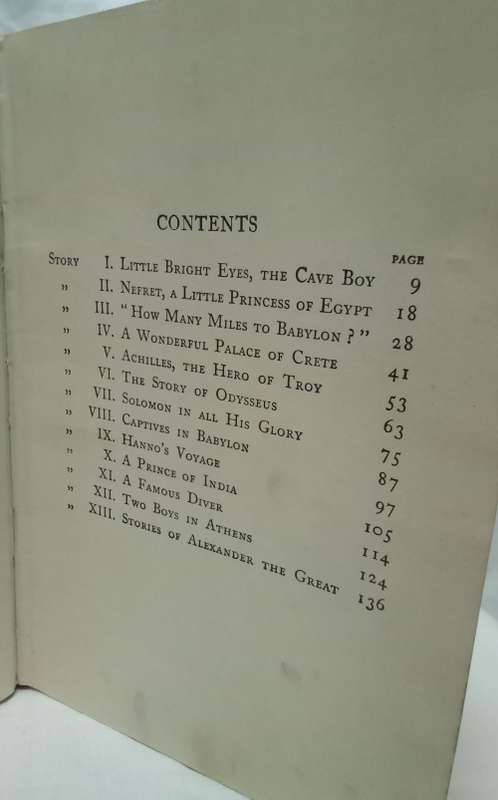 CONTENTS
PAGE
STORY I. LITTLE BRIGHT EYES, THE CAVE BOY 9
" II. NEFRET, A LITTLE PRINCESS OF EGYPT 18
" III. "HOW MANY MILES TO BABYLON?" 28
" IV. A WONDERFUL PALACE OF CRETE 41
" V. ACHILLES, THE HERO OF TROY 53
" VI. THE STORY OF ODYSSEUS 63
" VII. SOLOMON IN ALL HIS GLORY 75
" VIII. CAPTIVES IN BABYLON 87
" IX. HANNO'S VOYAGE 97
" X. A PRINCE OF INDIA 105
" XI. A FAMOUS DIVER 114
" XII. TWO BOYS IN ATHENS 124
" XIII. STORIES OF ALEXANDER THE GREAT 136